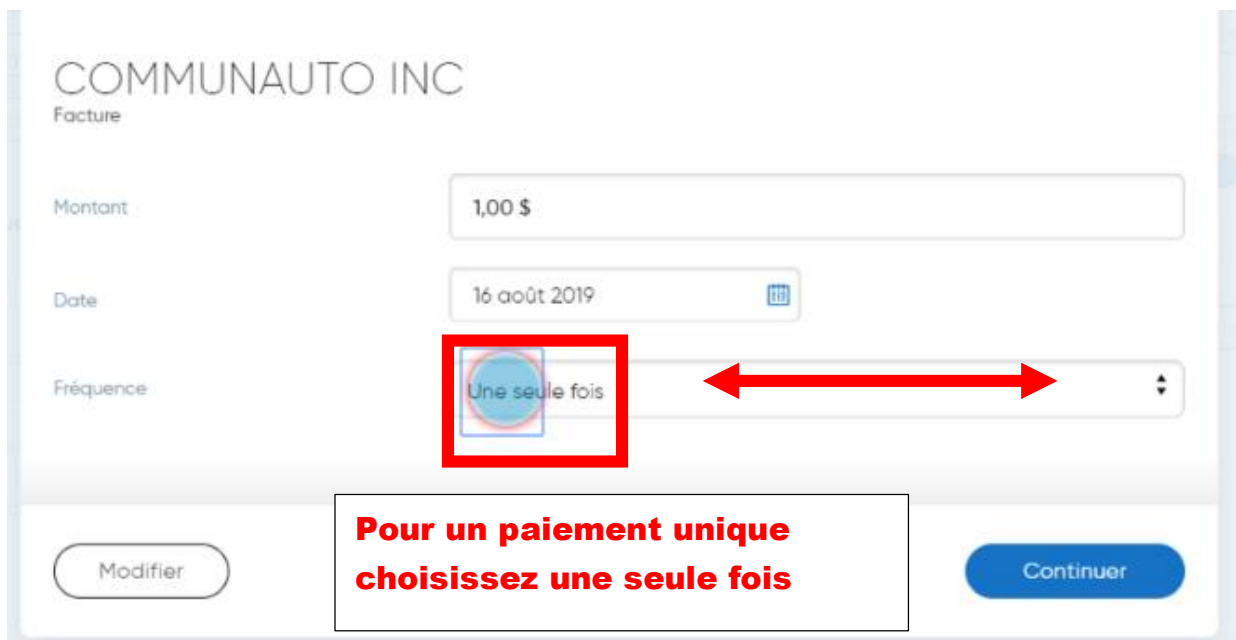 COMMUNAUTO INC
Facture
Montant
1,00 $
Date
16 août 2019
Fréquence
Une seule fois
Pour un paiement unique
choisissez une seule fois
Modifier
Continuer